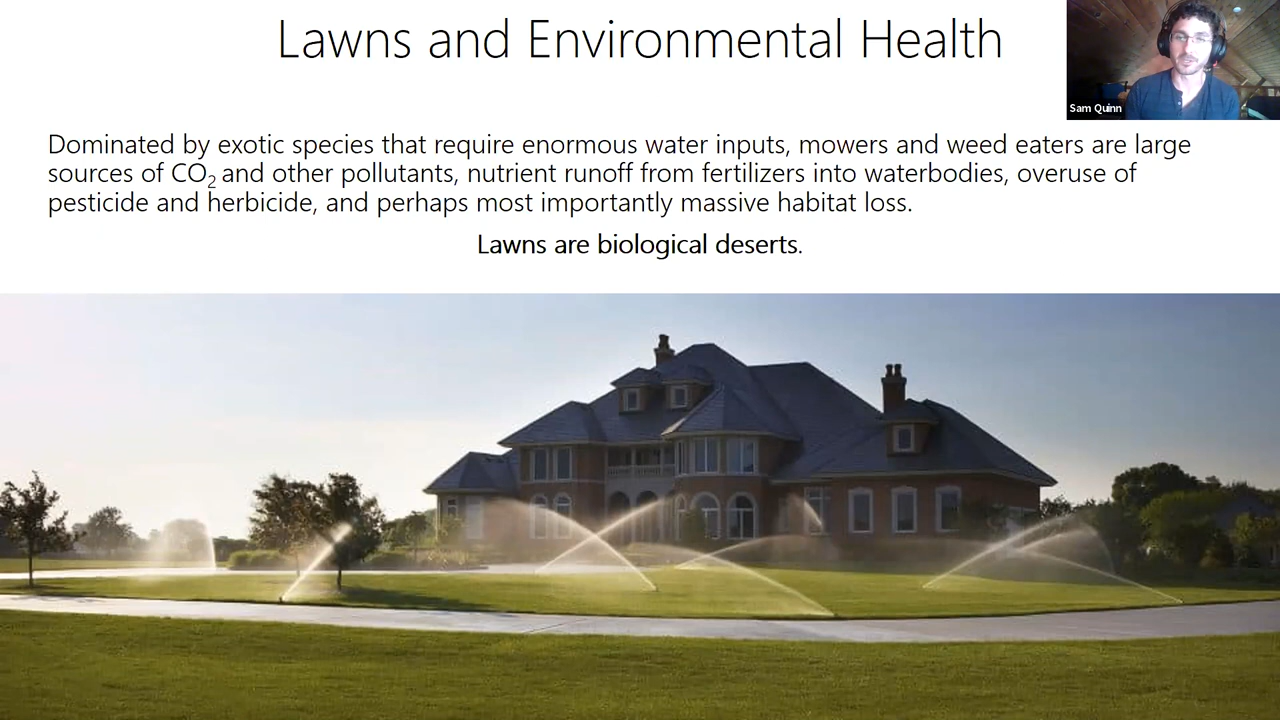 Lawns and Environmental Health
Sam Quinn
Dominated by exotic species that require enormous water inputs, mowers and weed eaters are large
sources of CO₂ and other pollutants, nutrient runoff from fertilizers into waterbodies, overuse of
pesticide and herbicide, and perhaps most importantly massive habitat loss.
Lawns are biological deserts.